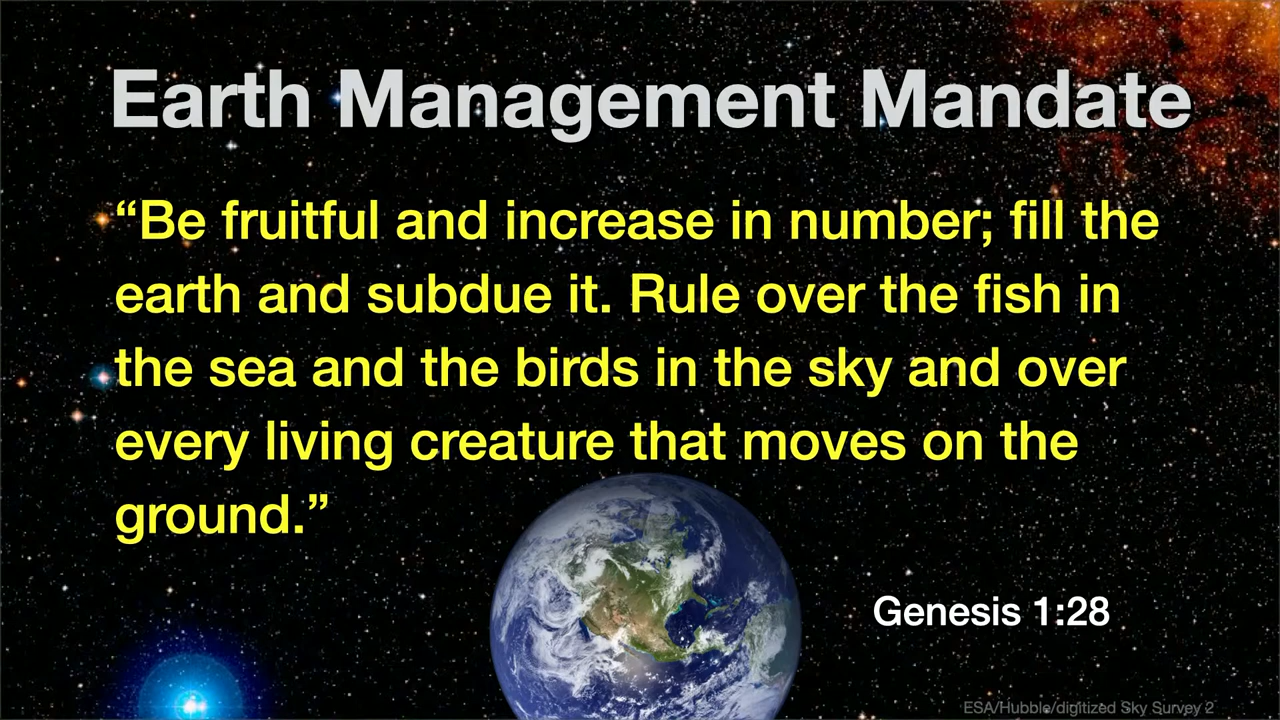 Earth Management Mandate
“Be fruitful and increase in number; fill the
earth and subdue it. Rule over the fish in
the sea and the birds in the sky and over
every living creature that moves on the
ground.”
Genesis 1:28
ESA/Hubble/digitized Sky Survey 2